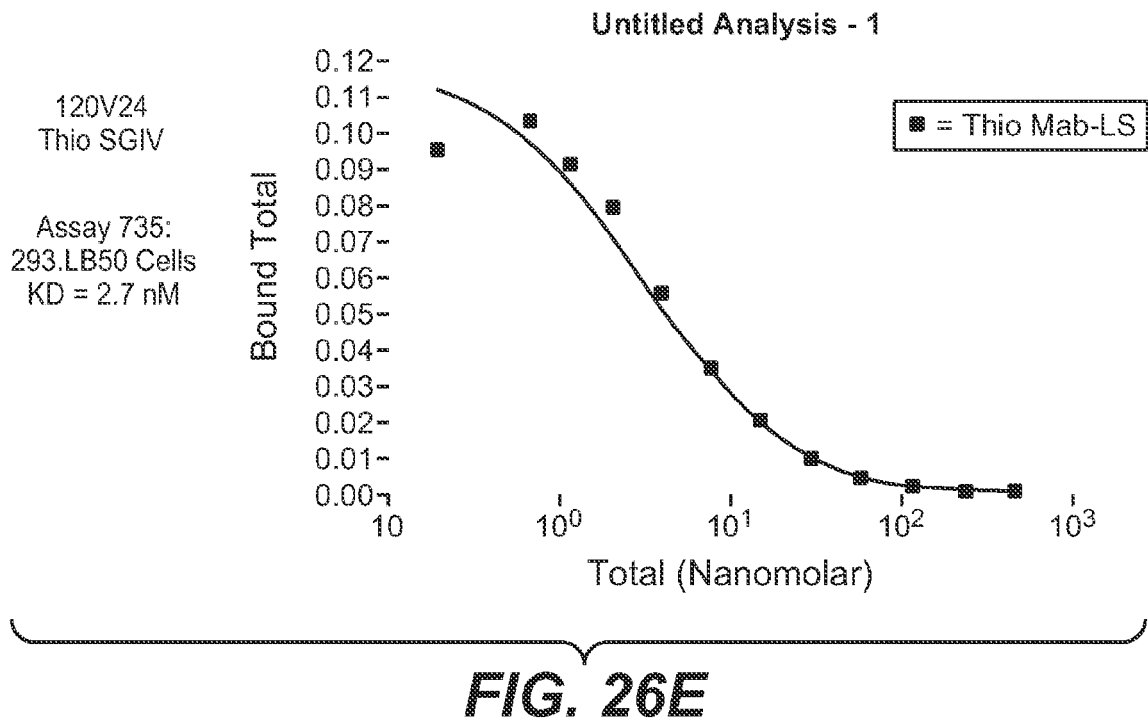 Untitled Analysis - 1
120V24
Thio SGIV
Assay 735:
293.LB50 Cells
KD = 2.7 nM
Bound Total
0.12
0.11
0.10
0.09
0.08
0.07
0.06
0.05
0.04
0.03
0.02
0.01
0.00
= Thio Mab-LS
10 10⁰ 10¹ 10² 10³
Total (Nanomolar)
FIG. 26E